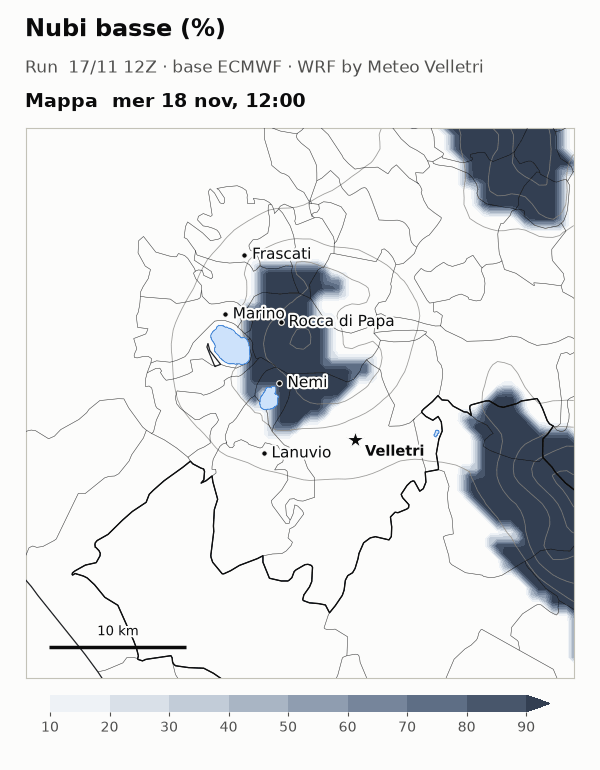 Nubi basse (%)
Run  17/11 12Z · base ECMWF · WRF by Meteo Velletri
Mappa  mer 18 nov, 12:00
Frascati
Marino
Rocca di Papa
Nemi
Velletri
Lanuvio
10 km
10 20 30 40 50 60 70 80 90